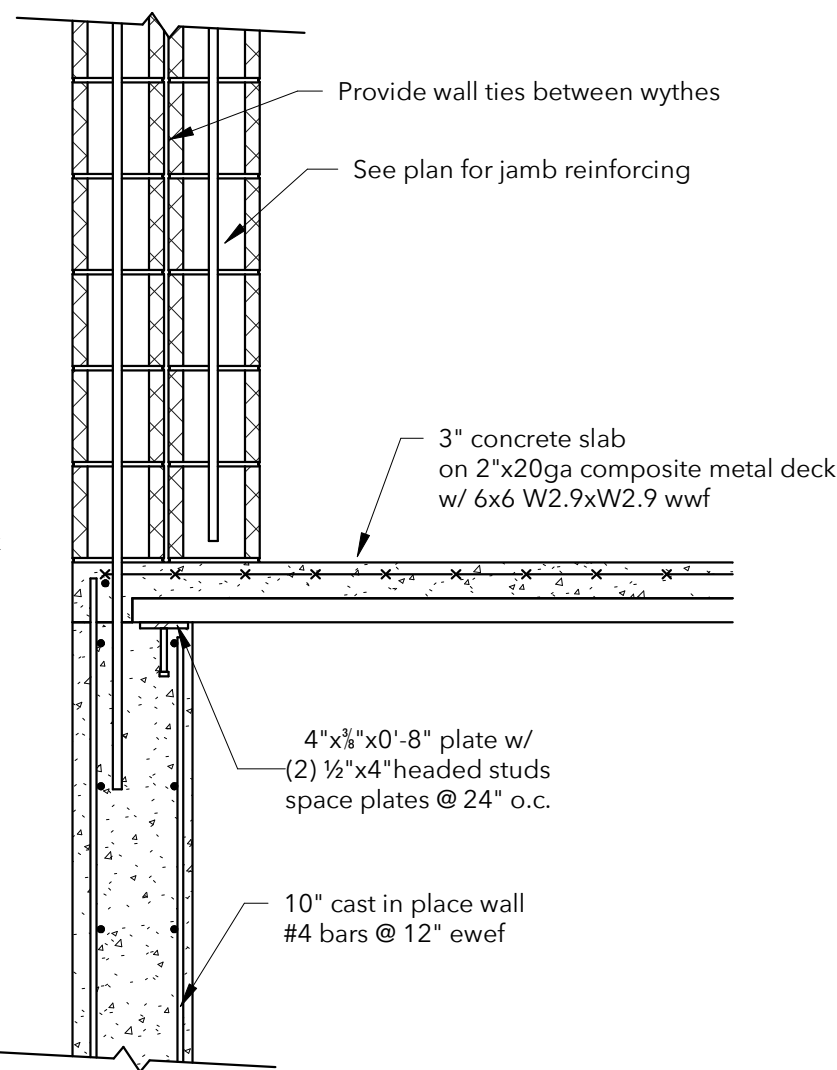 Provide wall ties between wythes
See plan for jamb reinforcing
3" concrete slab
on 2"x20ga composite metal deck
w/ 6x6 W2.9xW2.9 wwf
4"x⅜"x0'-8" plate w/
(2) ½"x4"headed studs
space plates @ 24" o.c.
10" cast in place wall
#4 bars @ 12" ewef